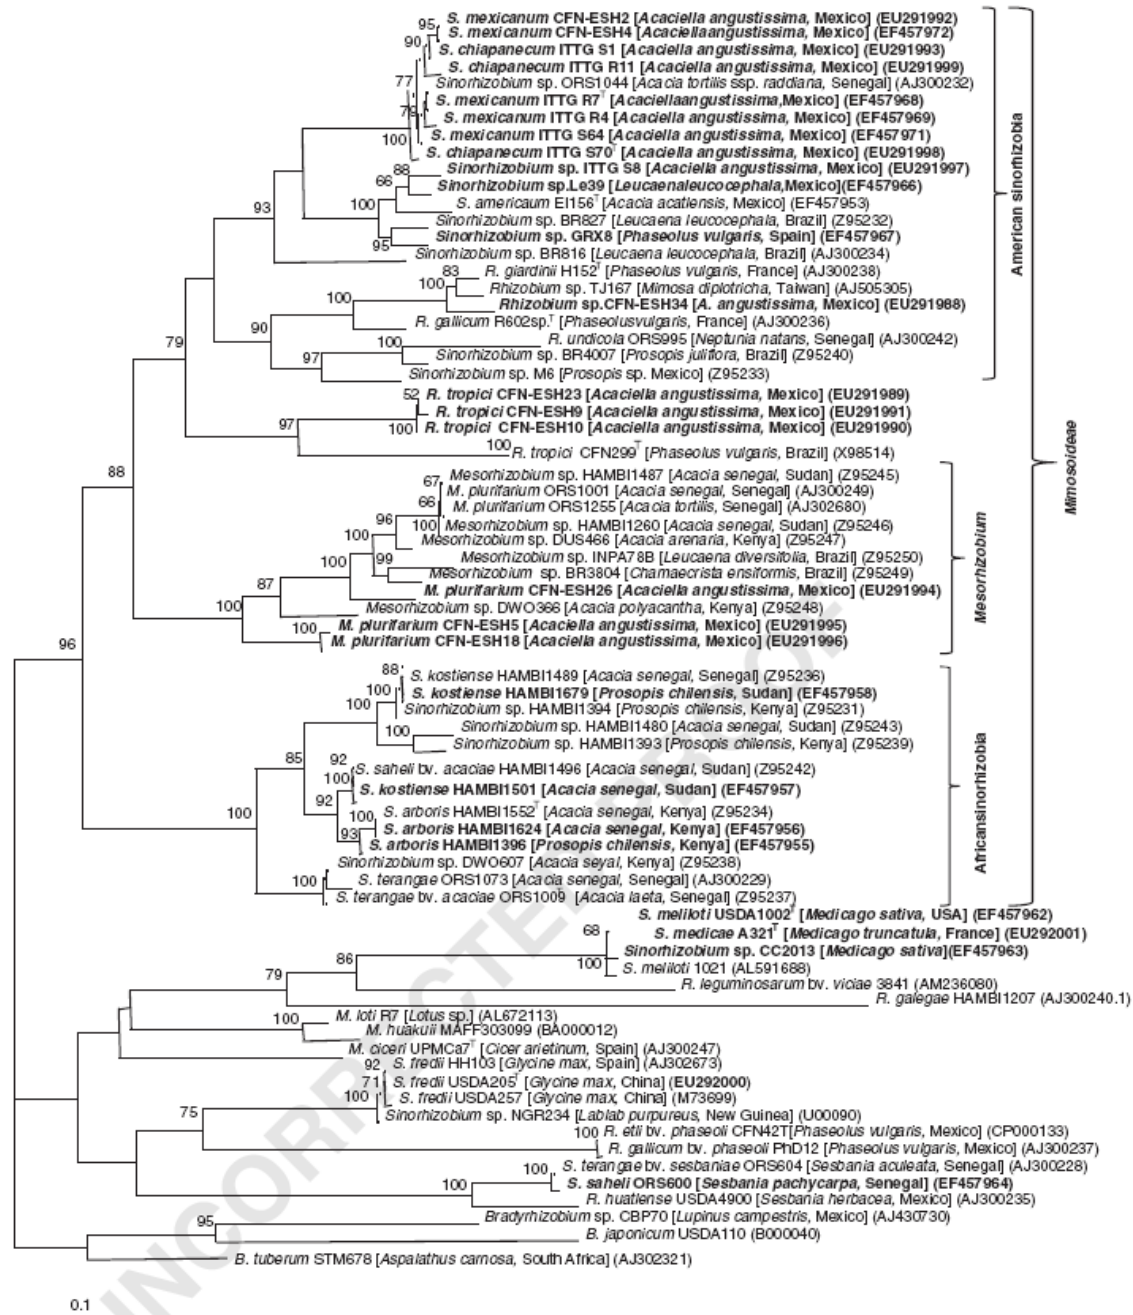 95 S. mexicanum CFN-ESH2 [Acaciella angustissima, Mexico] (EU291992)
S. mexicanum CFN-ESH4 [Acaciellaangustissima, Mexico] (EF457972)
90 S. chiapanecum ITTG S1 [Acaciella angustissima, Mexico] (EU291993)
S. chiapanecum ITTG R11 [Acaciella angustissima, Mexico] (EU291999)
77 Sinorhizobium sp. ORS1044 [Acacia tortilis ssp. raddiana, Senegal] (AJ300232)
S. mexicanum ITTG R7T [Acaciellaangustissima,Mexico] (EF457968)
79 S. mexicanum ITTG R4 [Acaciella angustissima, Mexico] (EF457969)
S. mexicanum ITTG S64 [Acaciella angustissima, Mexico] (EF457971)
100 S. chiapanecum ITTG S70T [Acaciella angustissima, Mexico] (EU291998)
88 Sinorhizobium sp. ITTG S8 [Acaciella angustissima, Mexico] (EU291997)
66 Sinorhizobium sp.Le39 [Leucaenaleucocephala,Mexico](EF457966)
S. americaum EI156T [Acacia acatlensis, Mexico] (EF457953)
93 100 Sinorhizobium sp. BR827 [Leucaena leucocephala, Brazil] (Z95232)
95 Sinorhizobium sp. GRX8 [Phaseolus vulgaris, Spain] (EF457967)
Sinorhizobium sp. BR816 [Leucaena leucocephala, Brazil] (AJ300234)
83 R. giardinii H152T [Phaseolus vulgaris, France] (AJ300238)
100 Rhizobium sp. TJ167 [Mimosa diplotricha, Taiwan] (AJ505305)
100 Rhizobium sp.CFN-ESH34 [A. angustissima, Mexico] (EU291988)
90 R. gallicum R602sp.T [Phaseolusvulgaris, France] (AJ300236)
79 100 R. undicola ORS995 [Neptunia natans, Senegal] (AJ300242)
97 Sinorhizobium sp. BR4007 [Prosopis juliflora, Brazil] (Z95240)
Sinorhizobium sp. M6 [Prosopis sp. Mexico] (Z95233)
American sinorhizobia
52 R. tropici CFN-ESH23 [Acaciella angustissima, Mexico] (EU291989)
R. tropici CFN-ESH9 [Acaciella angustissima, Mexico] (EU291991)
97 100 R. tropici CFN-ESH10 [Acaciella angustissima, Mexico] (EU291990)
100 R. tropici CFN299T [Phaseolus vulgaris, Brazil] (X98514)
88 Mesorhizobium sp. HAMBI1487 [Acacia senegal, Sudan] (Z95245)
67 M. plurifarium ORS1001 [Acacia senegal, Senegal] (AJ300249)
66 M. plurifarium ORS1255 [Acacia tortilis, Senegal] (AJ302680)
96 100 Mesorhizobium sp. HAMBI1260 [Acacia senegal, Sudan] (Z95246)
100 Mesorhizobium sp. DUS466 [Acacia arenaria, Kenya] (Z95247)
Mesorhizobium sp. INPA78B [Leucaena diversifolia, Brazil] (Z95250)
99 Mesorhizobium sp. BR3804 [Chamaecrista ensiformis, Brazil] (Z95249)
87 M. plurifarium CFN-ESH26 [Acaciella angustissima, Mexico] (EU291994)
100 Mesorhizobium sp. DWO366 [Acacia polyacantha, Kenya] (Z95248)
100 M. plurifarium CFN-ESH5 [Acaciella angustissima, Mexico] (EU291995)
M. plurifarium CFN-ESH18 [Acaciella angustissima, Mexico] (EU291996)
Mesorhizobium
Mimosoideae
96
88 S. kostiense HAMBI1489 [Acacia senegal, Senegal] (Z95236)
100 S. kostiense HAMBI1679 [Prosopis chilensis, Sudan] (EF457958)
100 Sinorhizobium sp. HAMBI1394 [Prosopis chilensis, Kenya] (Z95231)
Sinorhizobium sp. HAMBI1480 [Acacia senegal, Sudan] (Z95243)
100 Sinorhizobium sp. HAMBI1393 [Prosopis chilensis, Kenya] (Z95239)
85 92 S. saheli bv. acaciae HAMBI1496 [Acacia senegal, Sudan] (Z95242)
100 S. kostiense HAMBI1501 [Acacia senegal, Sudan] (EF457957)
92 S. arboris HAMBI1552T [Acacia senegal, Kenya] (Z95234)
100 100 S. arboris HAMBI1624 [Acacia senegal, Kenya] (EF457956)
93 S. arboris HAMBI1396 [Prosopis chilensis, Kenya] (EF457955)
Sinorhizobium sp. DWO607 [Acacia seyal, Kenya] (Z95238)
100 S. terangae ORS1073 [Acacia senegal, Senegal] (AJ300229)
S. terangae bv. acaciae ORS1009 [Acacia laeta, Senegal] (Z95237)
Africansinorhizobia
S. meliloti USDA1002T [Medicago sativa, USA] (EF457962)
68 S. medicae A321T [Medicago truncatula, France] (EU292001)
Sinorhizobium sp. CC2013 [Medicago sativa](EF457963)
86 100 S. meliloti 1021 (AL591688)
79 R. leguminosarum bv. viciae 3841 (AM236080)
R. galegae HAMBI1207 (AJ300240.1)
M. loti R7 [Lotus sp.] (AL672113)
100 M. huakuii MAFF303099 (BA000012)
M. ciceri UPMCa7T [Cicer arietinum, Spain] (AJ300247)
92 S. fredii HH103 [Glycine max, Spain] (AJ302673)
71 S. fredii USDA205T [Glycine max, China] (EU292000)
100 S. fredii USDA257 [Glycine max, China] (M73699)
75 Sinorhizobium sp. NGR234 [Lablab purpureus, New Guinea] (U00090)
100 R. etli bv. phaseoli CFN42T[Phaseolus vulgaris, Mexico] (CP000133)
R. gallicum bv. phaseoli PhD12 [Phaseolus vulgaris, Mexico] (AJ300237)
100 S. terangae bv. sesbaniae ORS604 [Sesbania aculeata, Senegal] (AJ300228)
100 S. saheli ORS600 [Sesbania pachycarpa, Senegal] (EF457964)
R. huatlense USDA4900 [Sesbania herbacea, Mexico] (AJ300235)
95 Bradyrhizobium sp. CBP70 [Lupinus campestris, Mexico] (AJ430730)
B. japonicum USDA110 (B000040)
B. tuberum STM678 [Aspalathus carnosa, South Africa] (AJ302321)
0.1
UNCORRECTED PROOF